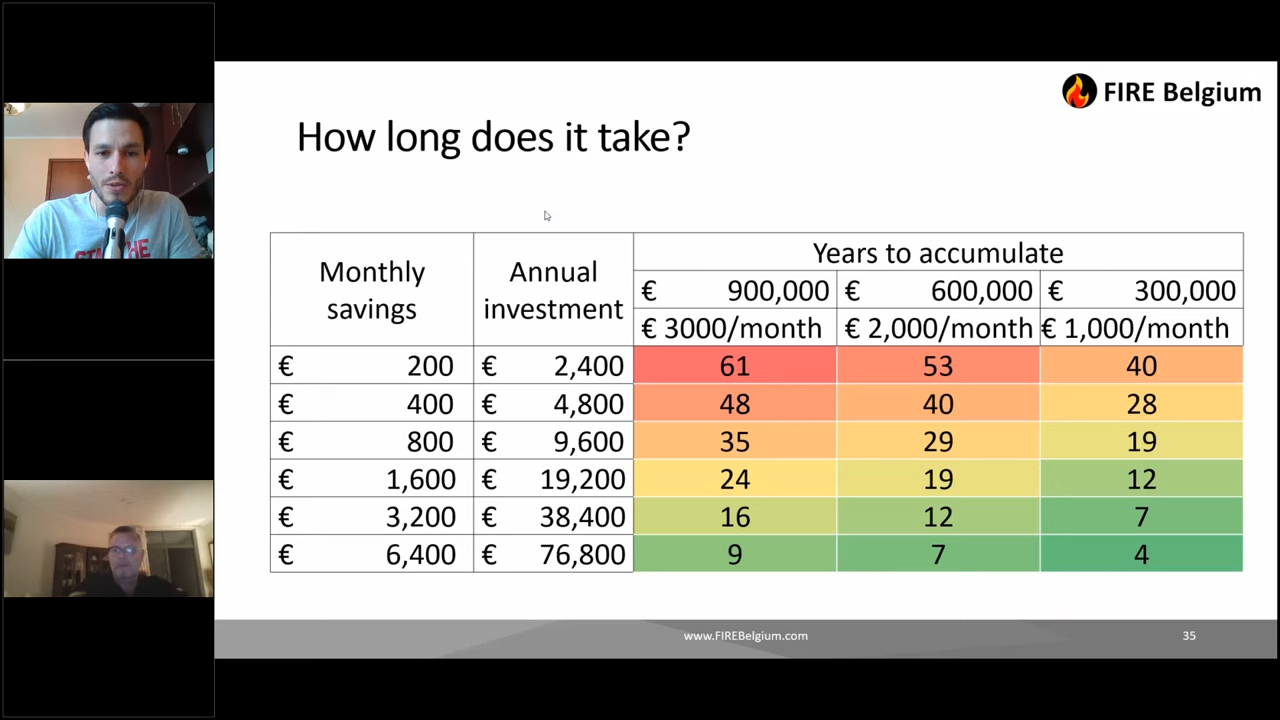 FIRE Belgium
How long does it take?
Monthly savings
Annual investment
Years to accumulate
€ 900,000 € 600,000 € 300,000
€ 3000/month € 2,000/month € 1,000/month
€ 200 € 2,400 61 53 40
€ 400 € 4,800 48 40 28
€ 800 € 9,600 35 29 19
€ 1,600 € 19,200 24 19 12
€ 3,200 € 38,400 16 12 7
€ 6,400 € 76,800 9 7 4
www.FIREBelgium.com 35